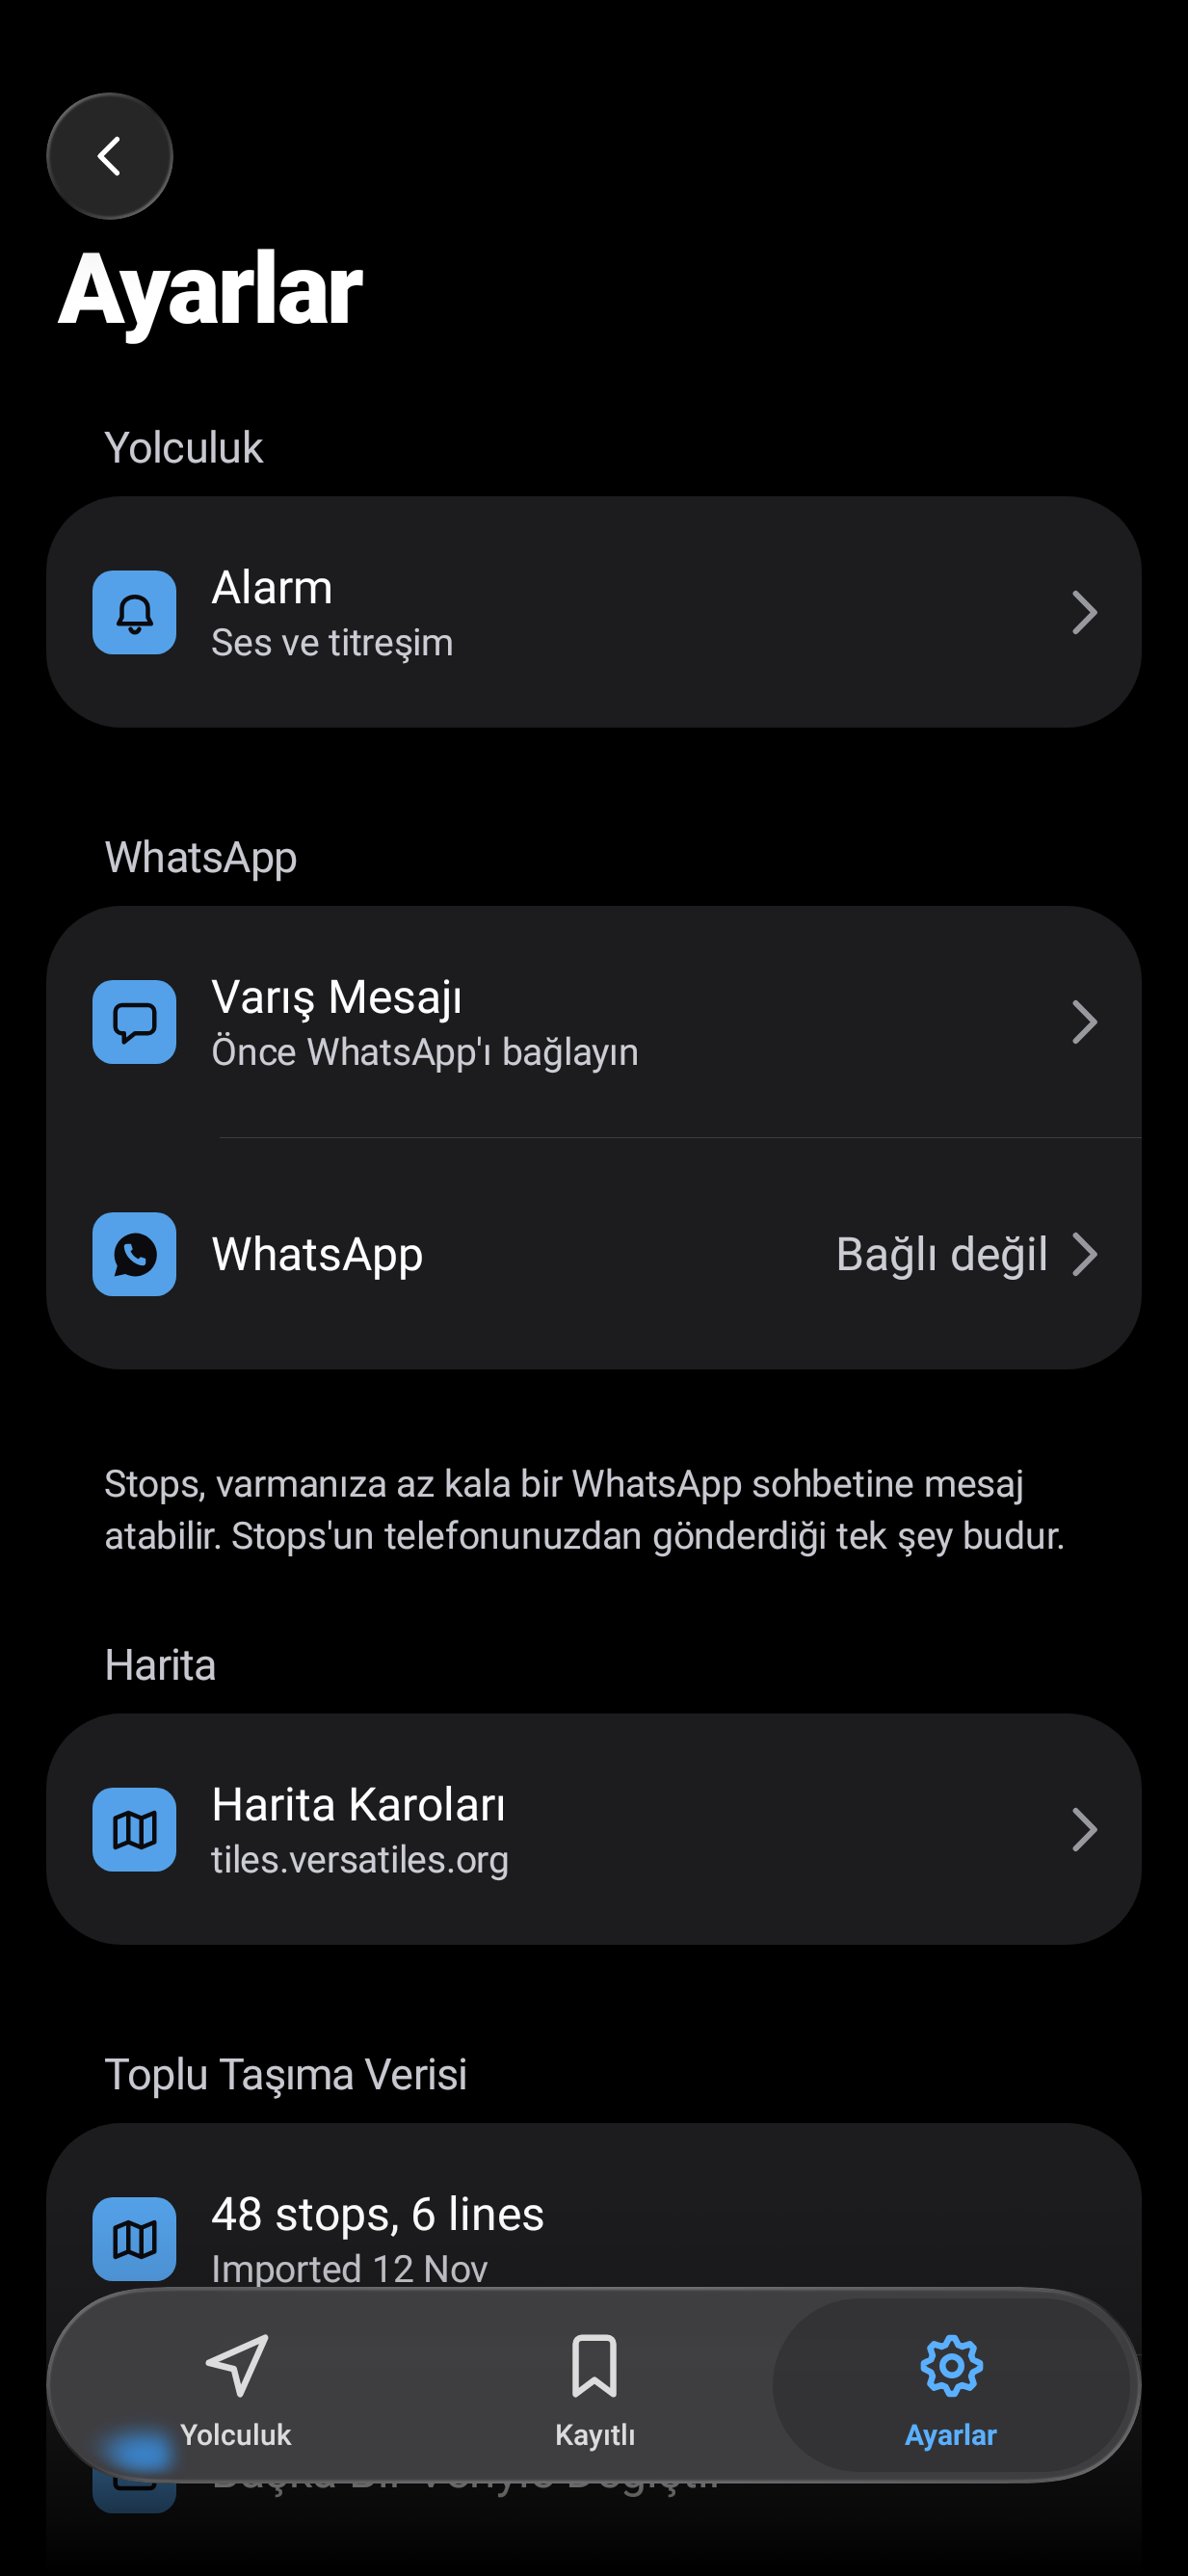 Ayarlar
Yolculuk
Alarm
Ses ve titreşim
WhatsApp
Varış Mesajı
Önce WhatsApp'ı bağlayın
WhatsApp
Bağlı değil
Stops, varmanıza az kala bir WhatsApp sohbetine mesaj
atabilir. Stops'un telefonunuzdan gönderdiği tek şey budur.
Harita
Harita Karoları
tiles.versatiles.org
Toplu Taşıma Verisi
48 stops, 6 lines
Imported 12 Nov
Yolculuk
Kayıtlı
Ayarlar